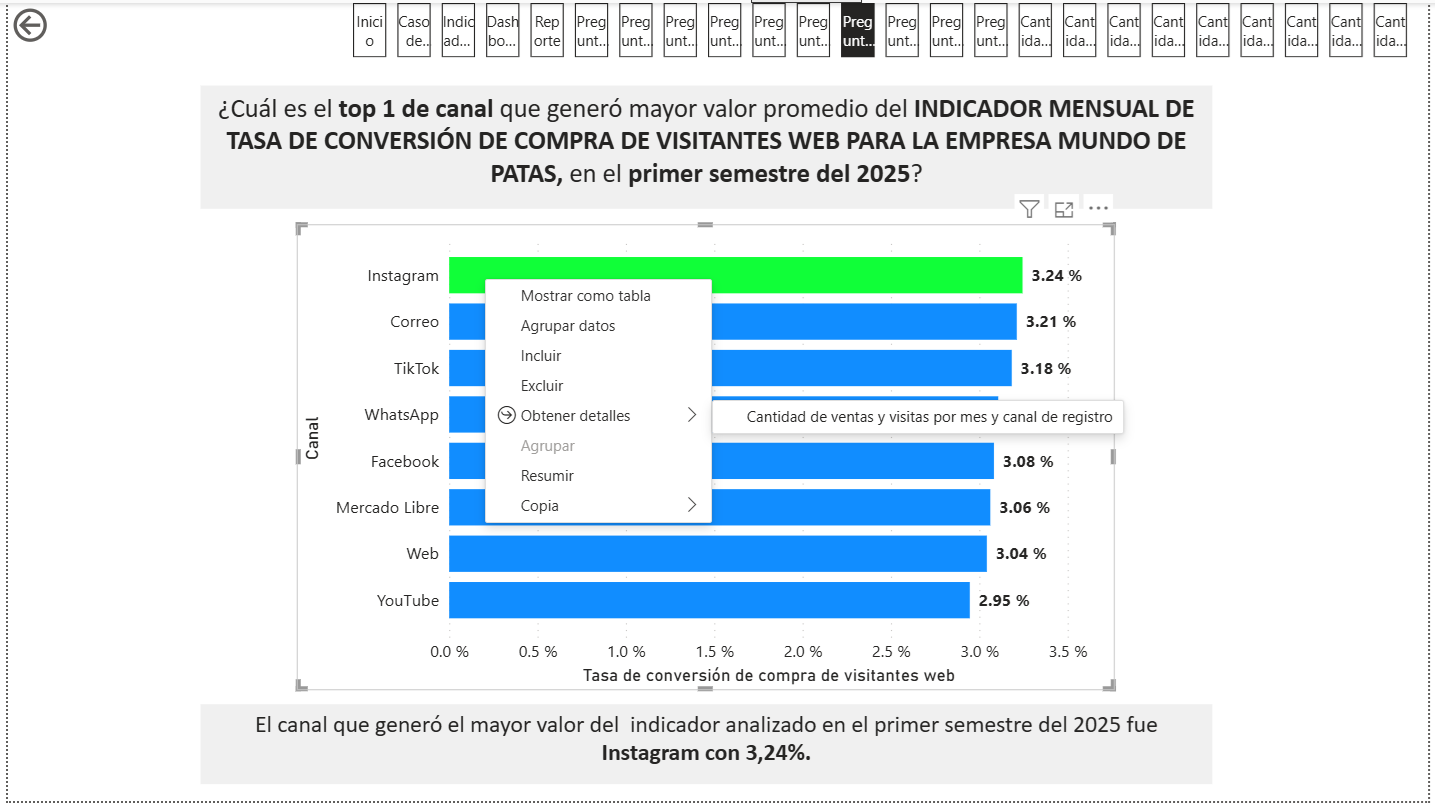 Inici
o
Caso
de...
Indic
ad...
Dash
bo...
Rep
orte
Preg
unt...
Preg
unt...
Preg
unt...
Preg
unt...
Preg
unt...
Preg
unt...
Preg
unt...
Preg
unt...
Preg
unt...
Preg
unt...
Cant
ida...
Cant
ida...
Cant
ida...
Cant
ida...
Cant
ida...
Cant
ida...
Cant
ida...
Cant
ida...
Cant
ida...
¿Cuál es el top 1 de canal que generó mayor valor promedio del INDICADOR MENSUAL DE
TASA DE CONVERSIÓN DE COMPRA DE VISITANTES WEB PARA LA EMPRESA MUNDO DE
PATAS, en el primer semestre del 2025?
Canal
Instagram 3.24 %
Correo 3.21 %
TikTok 3.18 %
WhatsApp
Facebook 3.08 %
Mercado Libre 3.06 %
Web 3.04 %
YouTube 2.95 %
Mostrar como tabla
Agrupar datos
Incluir
Excluir
Obtener detalles
Cantidad de ventas y visitas por mes y canal de registro
Agrupar
Resumir
Copia
0.0 % 0.5 % 1.0 % 1.5 % 2.0 % 2.5 % 3.0 % 3.5 %
Tasa de conversión de compra de visitantes web
El canal que generó el mayor valor del indicador analizado en el primer semestre del 2025 fue
Instagram con 3,24%.